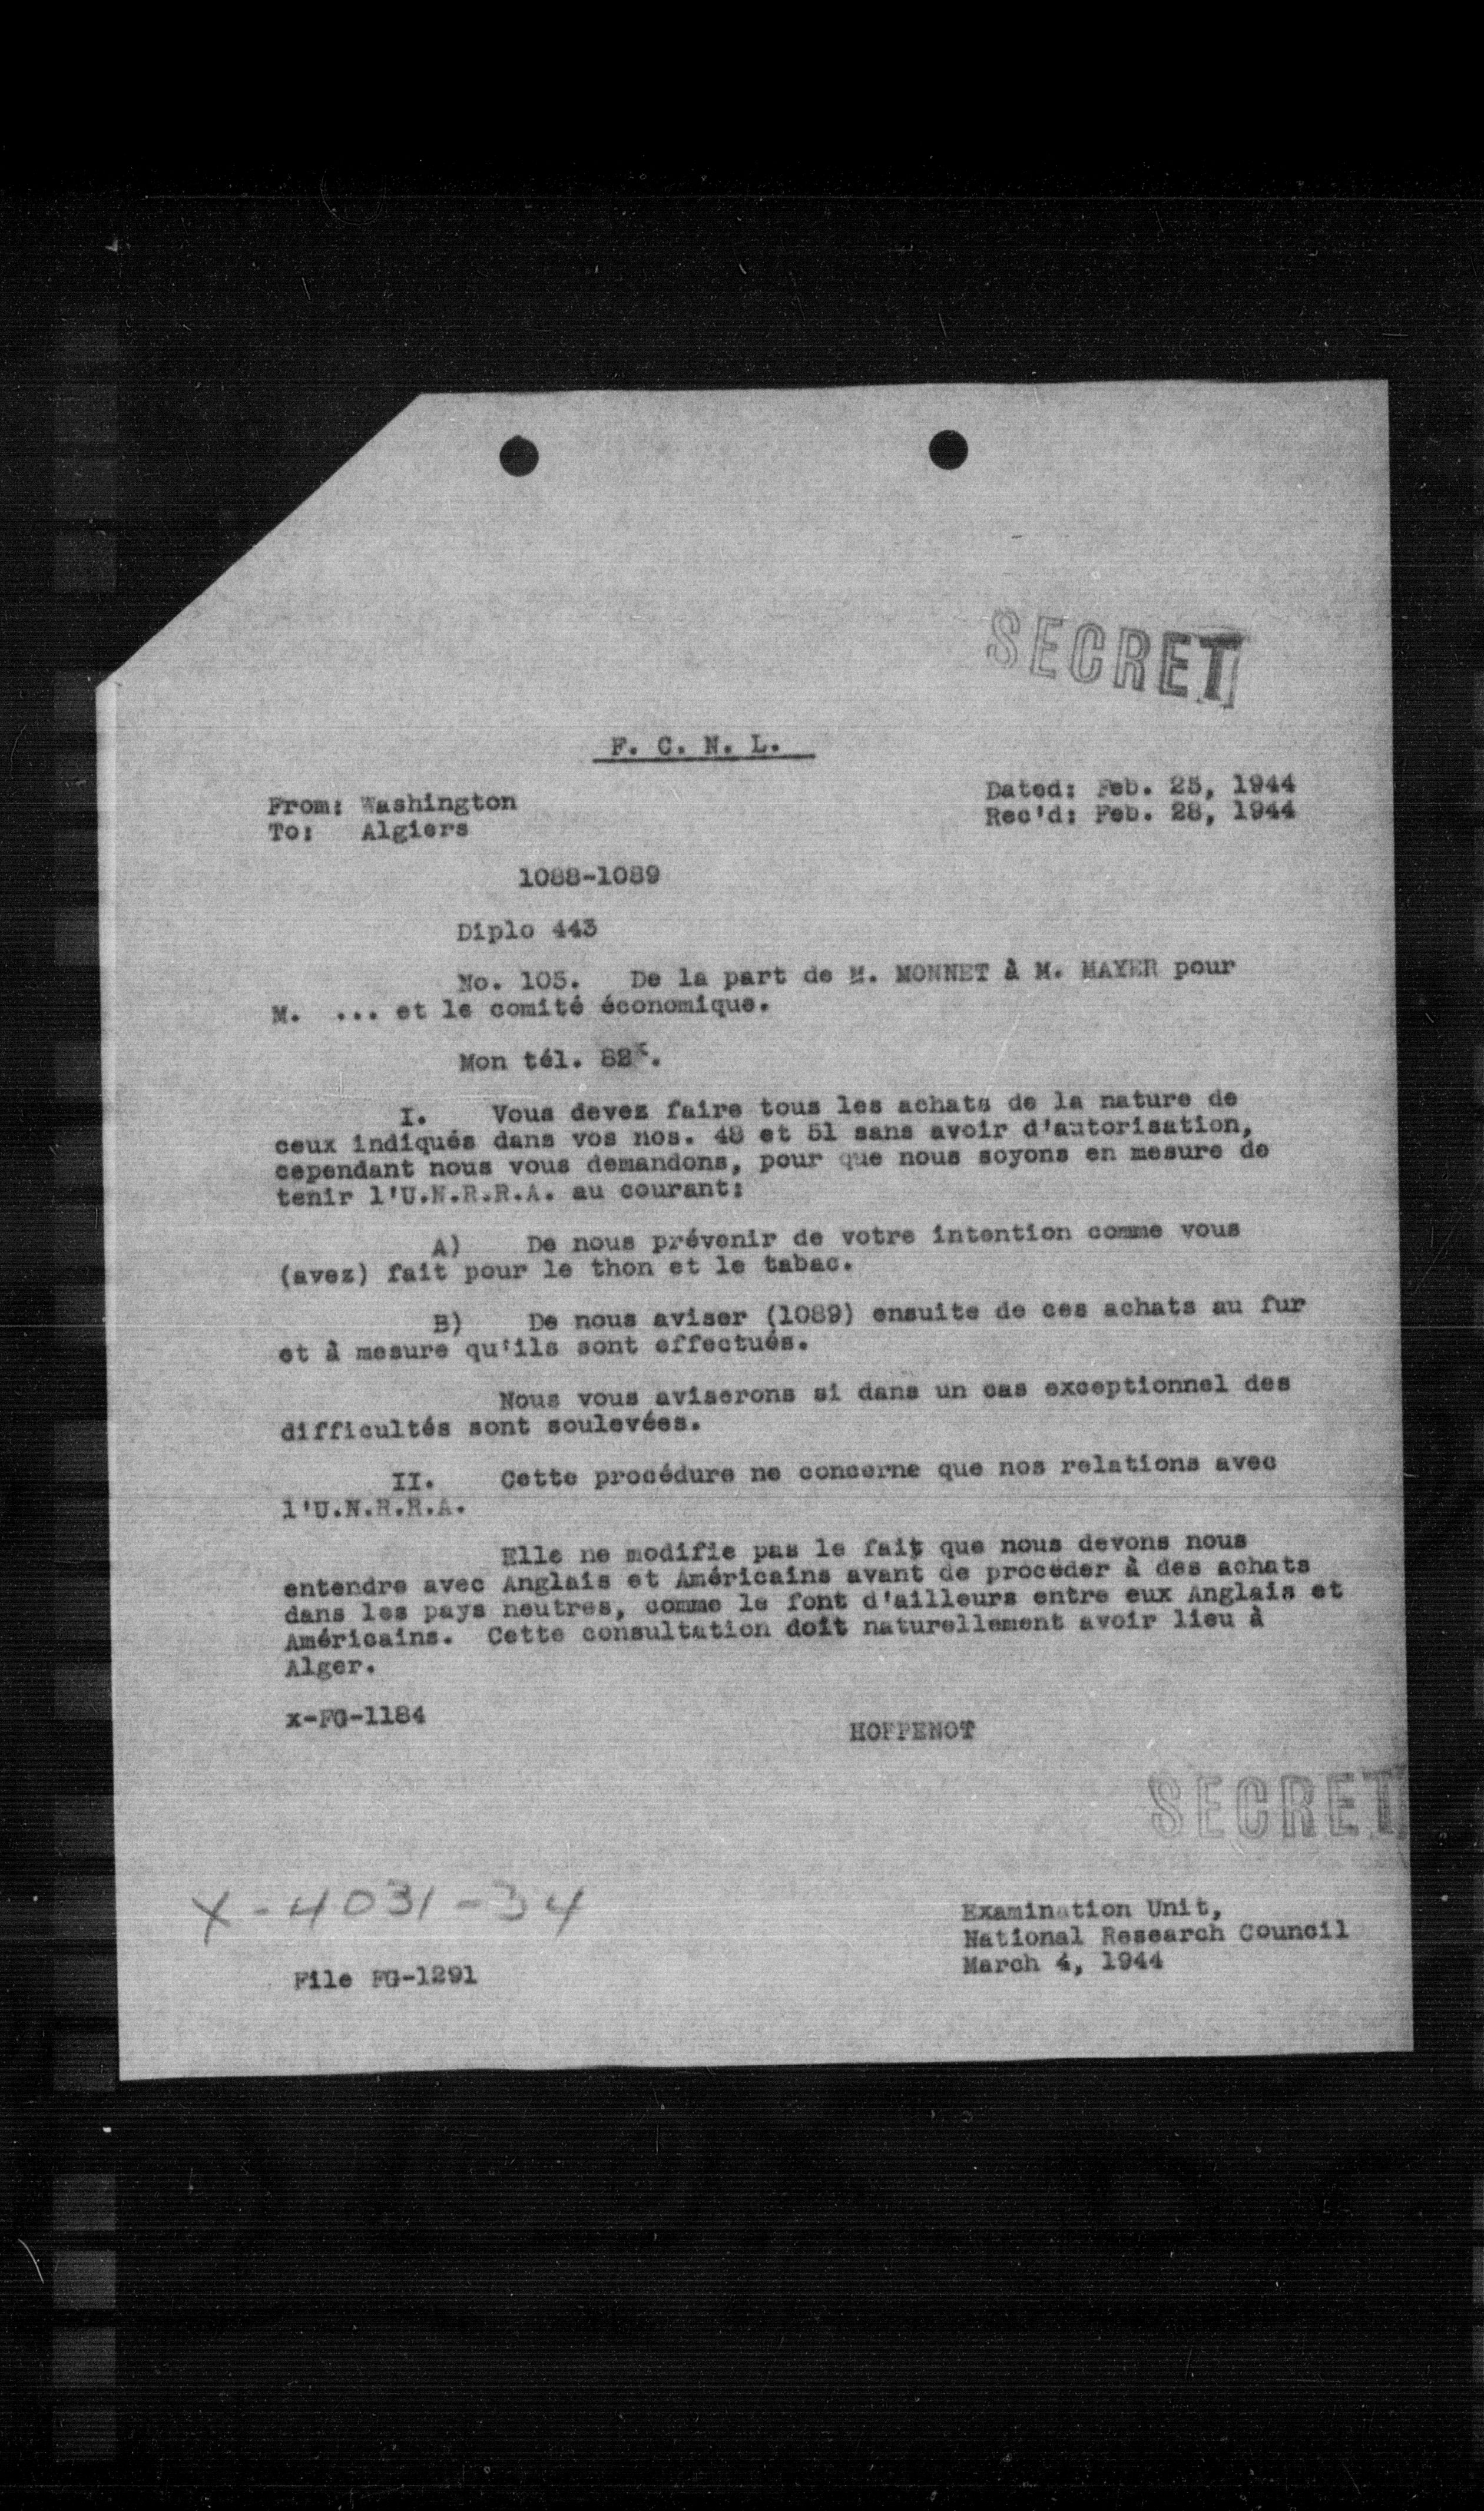 SECRET
F. C. N. L.
From: Washington
To: Algiers
Dated: Feb. 25, 1944
Rec'd: Feb. 28, 1944
1088-1089
Diplo 443
No. 105. De la part de M. MONNET à M. MAYER pour
M. ... et le comité économique.
Mon tél. 82x.
I. Vous devez faire tous les achats de la nature de
ceux indiqués dans vos nos. 48 et 51 sans avoir d'autorisation,
cependant nous vous demandons, pour que nous soyons en mesure de
tenir l'U.N.R.R.A. au courant:
A) De nous prévenir de votre intention comme vous
(avez) fait pour le thon et le tabac.
B) De nous aviser (1089) ensuite de ces achats au fur
et à mesure qu'ils sont effectués.
Nous vous aviserons si dans un cas exceptionnel des
difficultés sont soulevées.
II. Cette procédure ne concerne que nos relations avec
l'U.N.R.R.A.
Elle ne modifie pas le fait que nous devons nous
entendre avec Anglais et Américains avant de procéder à des achats
dans les pays neutres, comme le font d'ailleurs entre eux Anglais et
Américains. Cette consultation doit naturellement avoir lieu à
Alger.
x-FG-1184
HOPPENOT
SECRET
X-4031-34
Examination Unit,
National Research Council
March 4, 1944
File FG-1291